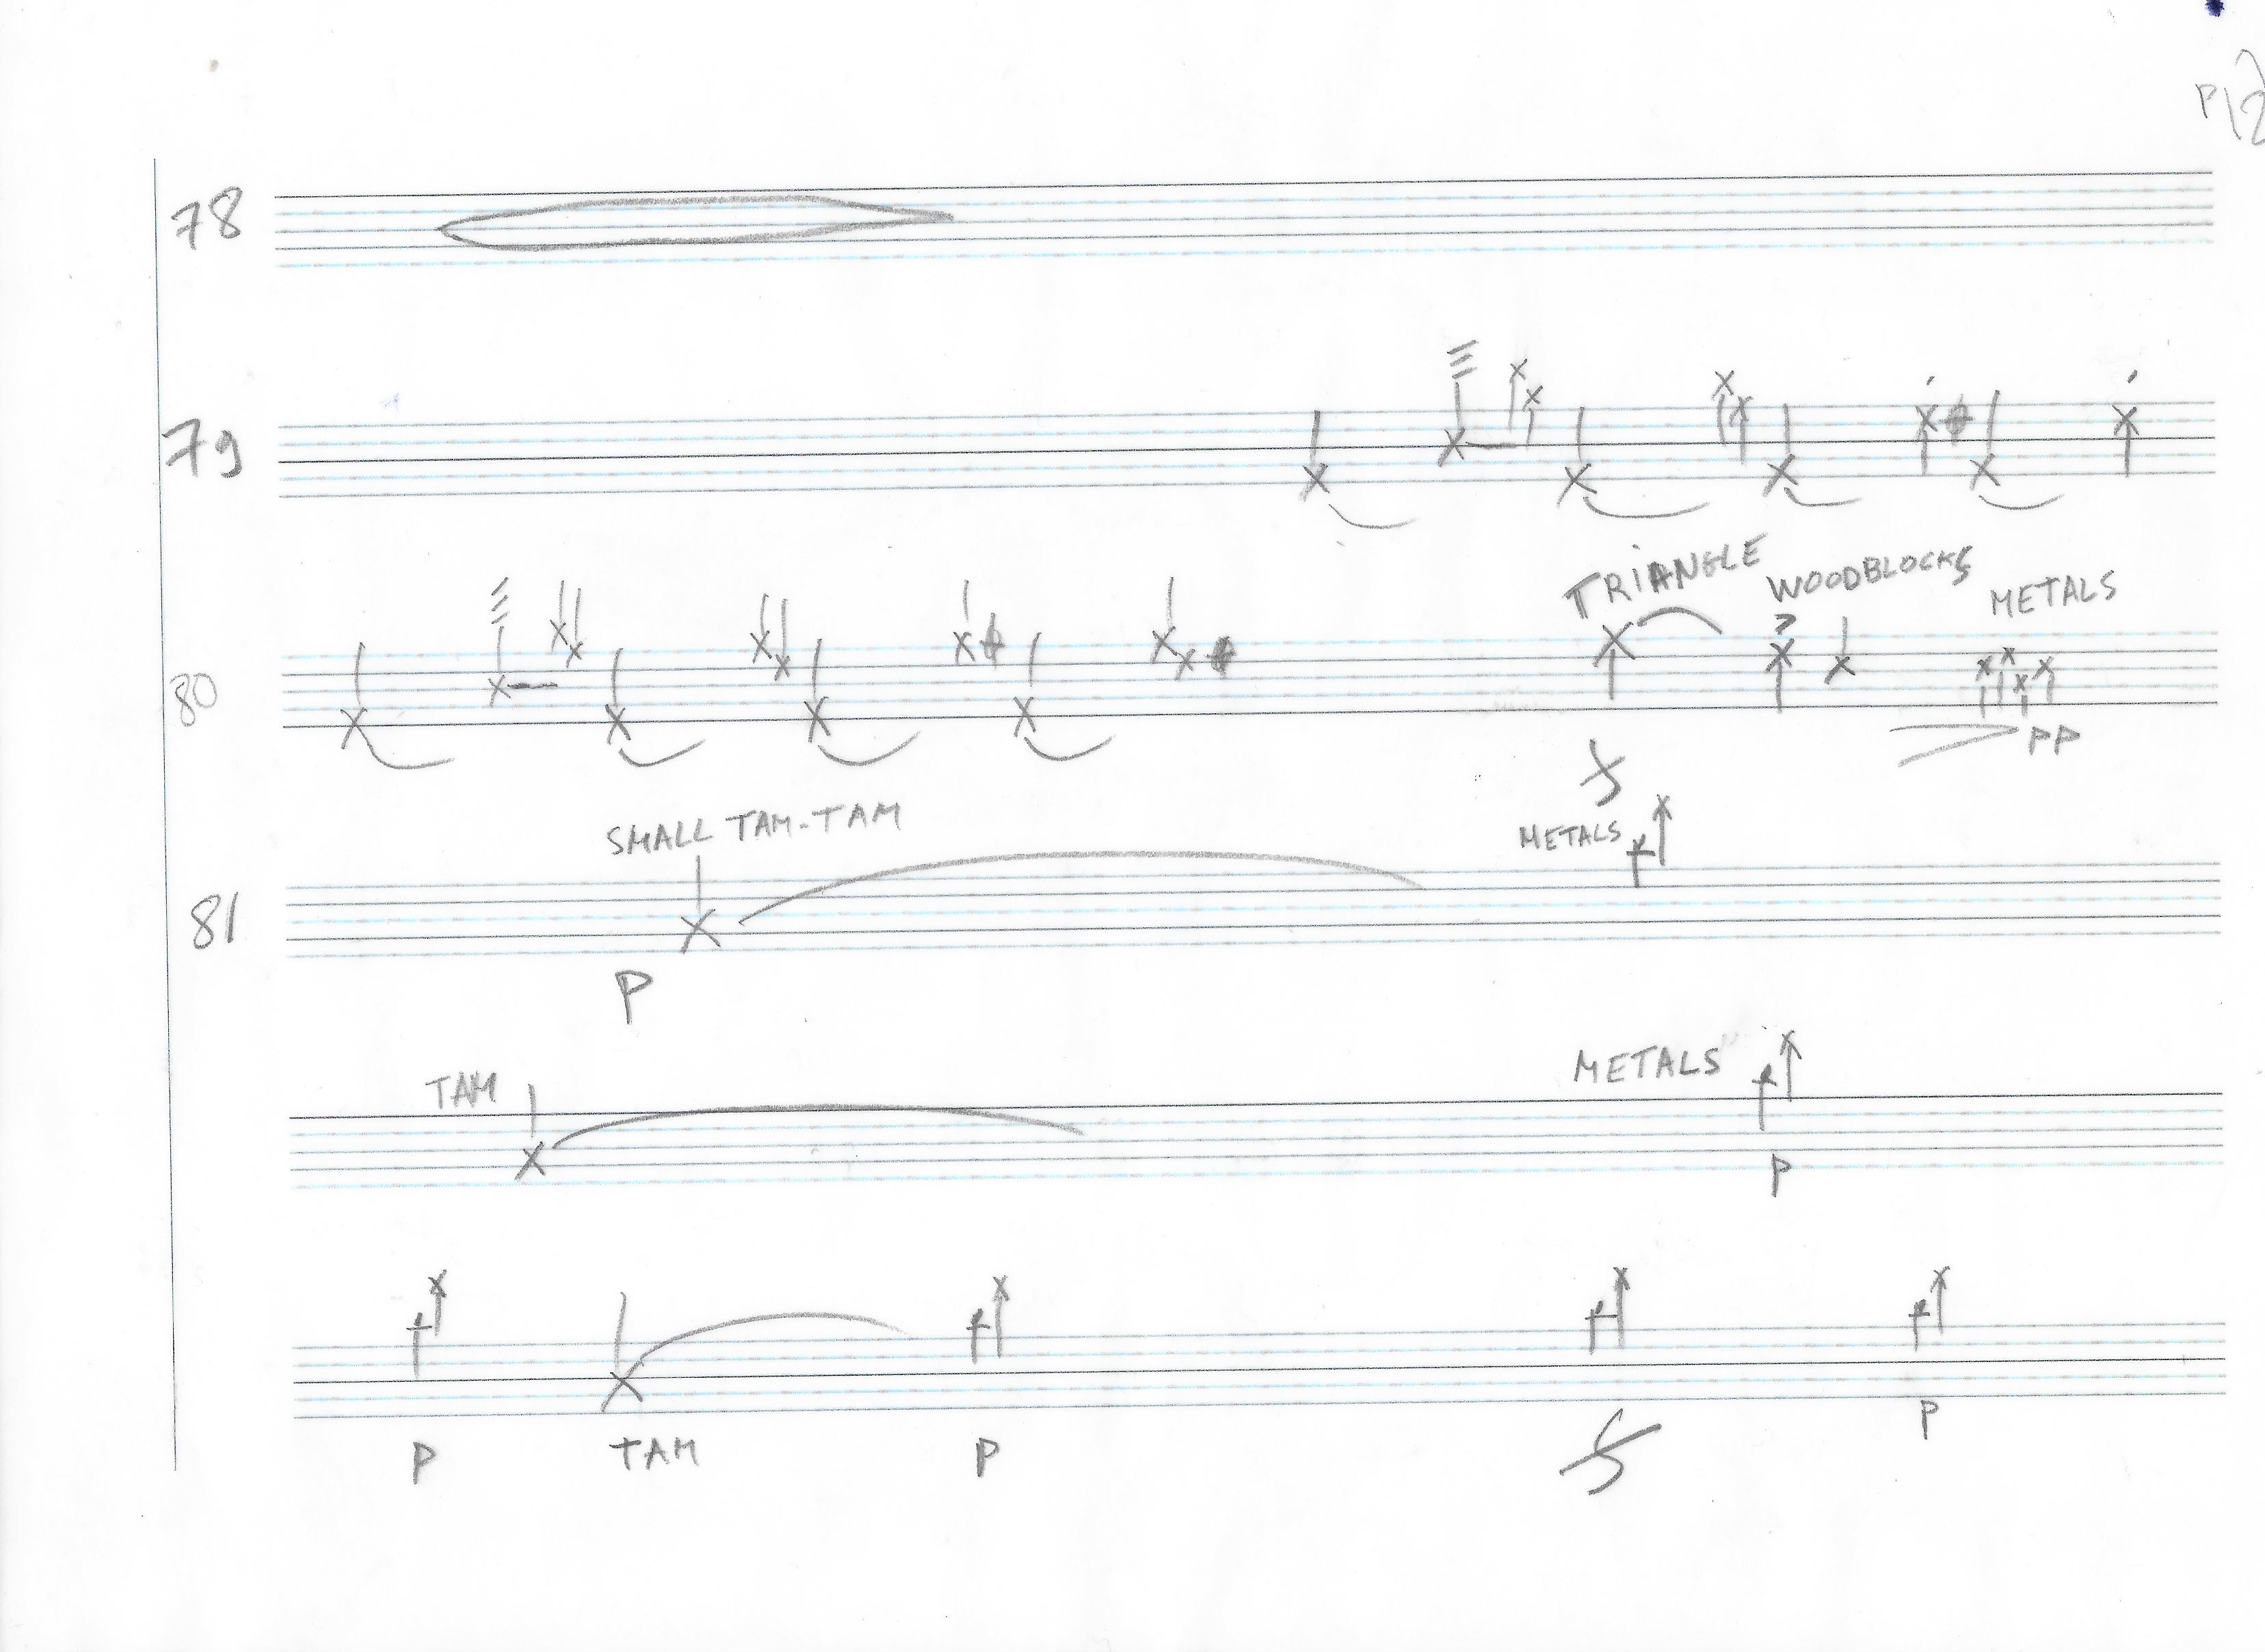 P12
78
79
TRIANGLE WOODBLOCKS METALS
80
f pp
SMALL TAM-TAM METALS
81
P
TAM METALS
P
P TAM P f P